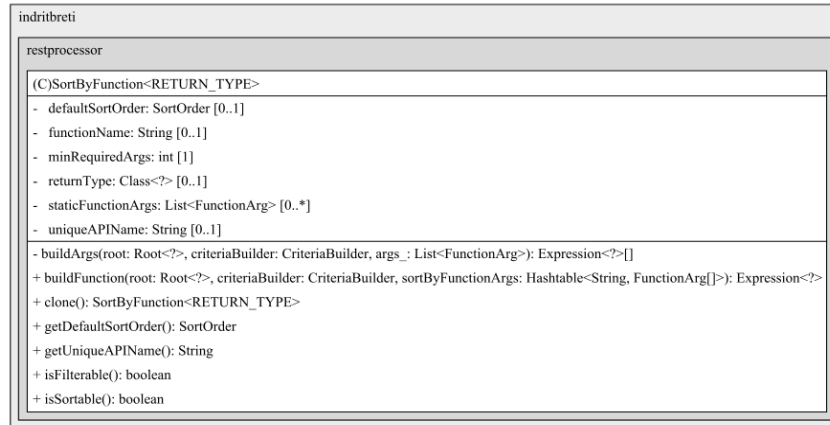 indritbreti
restprocessor
(C)SortByFunction<RETURN_TYPE>
- defaultSortOrder: SortOrder [0..1]
- functionName: String [0..1]
- minRequiredArgs: int [1]
- returnType: Class<?> [0..1]
- staticFunctionArgs: List<FunctionArg> [0..*]
- uniqueAPIName: String [0..1]
- buildArgs(root: Root<?>, criteriaBuilder: CriteriaBuilder, args_: List<FunctionArg>): Expression<?>[]
+ buildFunction(root: Root<?>, criteriaBuilder: CriteriaBuilder, sortByFunctionArgs: Hashtable<String, FunctionArg[]>): Expression<?>
+ clone(): SortByFunction<RETURN_TYPE>
+ getDefaultSortOrder(): SortOrder
+ getUniqueAPIName(): String
+ isFilterable(): boolean
+ isSortable(): boolean